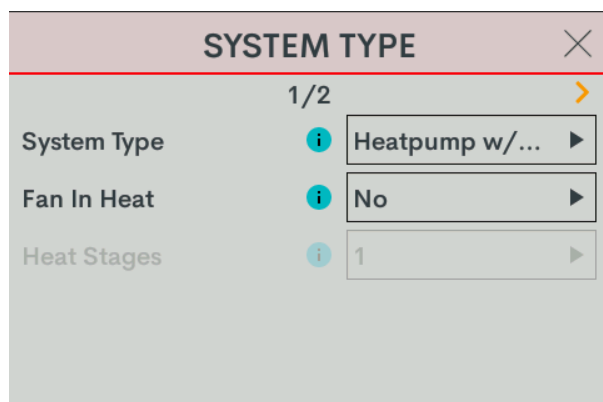 SYSTEM TYPE
1/2
System Type i Heatpump w/...
Fan In Heat i No
Heat Stages i 1